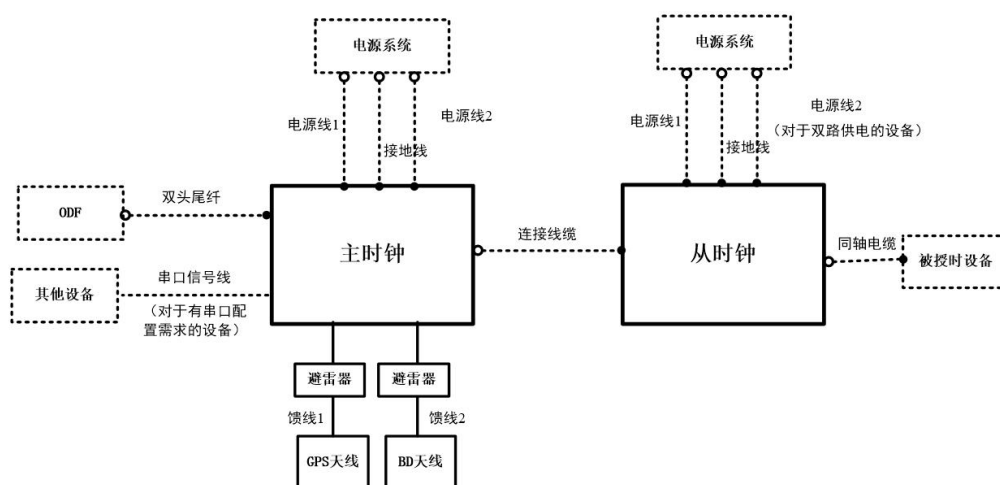 电源系统
电源系统
电源线1
电源线2
接地线
电源线1
电源线2
（对于双路供电的设备）
接地线
ODF
双头尾纤
主时钟
连接线缆
从时钟
同轴电缆
被授时设备
其他设备
串口信号线
（对于有串口配
置需求的设备）
避雷器
避雷器
馈线1
馈线2
GPS天线
BD天线